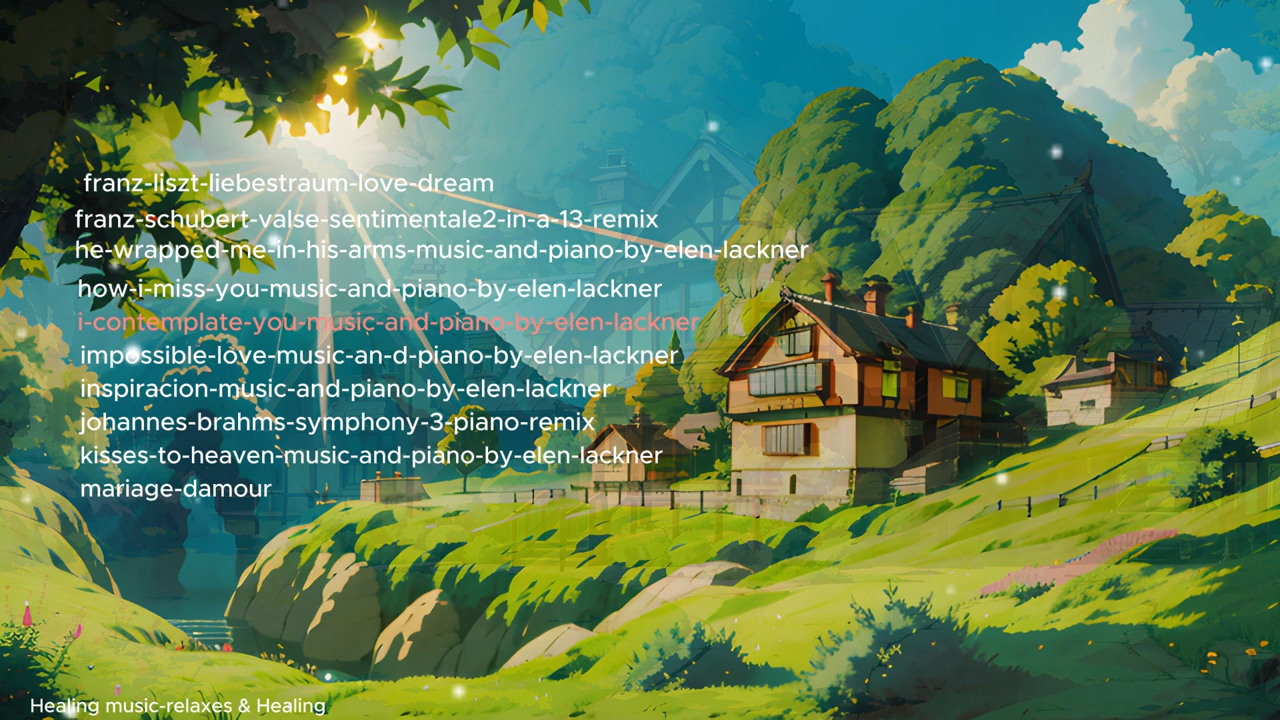 franz-liszt-liebestraum-love-dream
franz-schubert-valse-sentimentale2-in-a-13-remix
he-wrapped-me-in-his-arms-music-and-piano-by-elen-lackner
how-i-miss-you-music-and-piano-by-elen-lackner
i-contemplate-you-music-and-piano-by-elen-lackner
impossible-love-music-an-d-piano-by-elen-lackner
inspiracion-music-and-piano-by-elen-lackner
johannes-brahms-symphony-3-piano-remix
kisses-to-heaven-music-and-piano-by-elen-lackner
mariage-damour
Healing music-relaxes & Healing